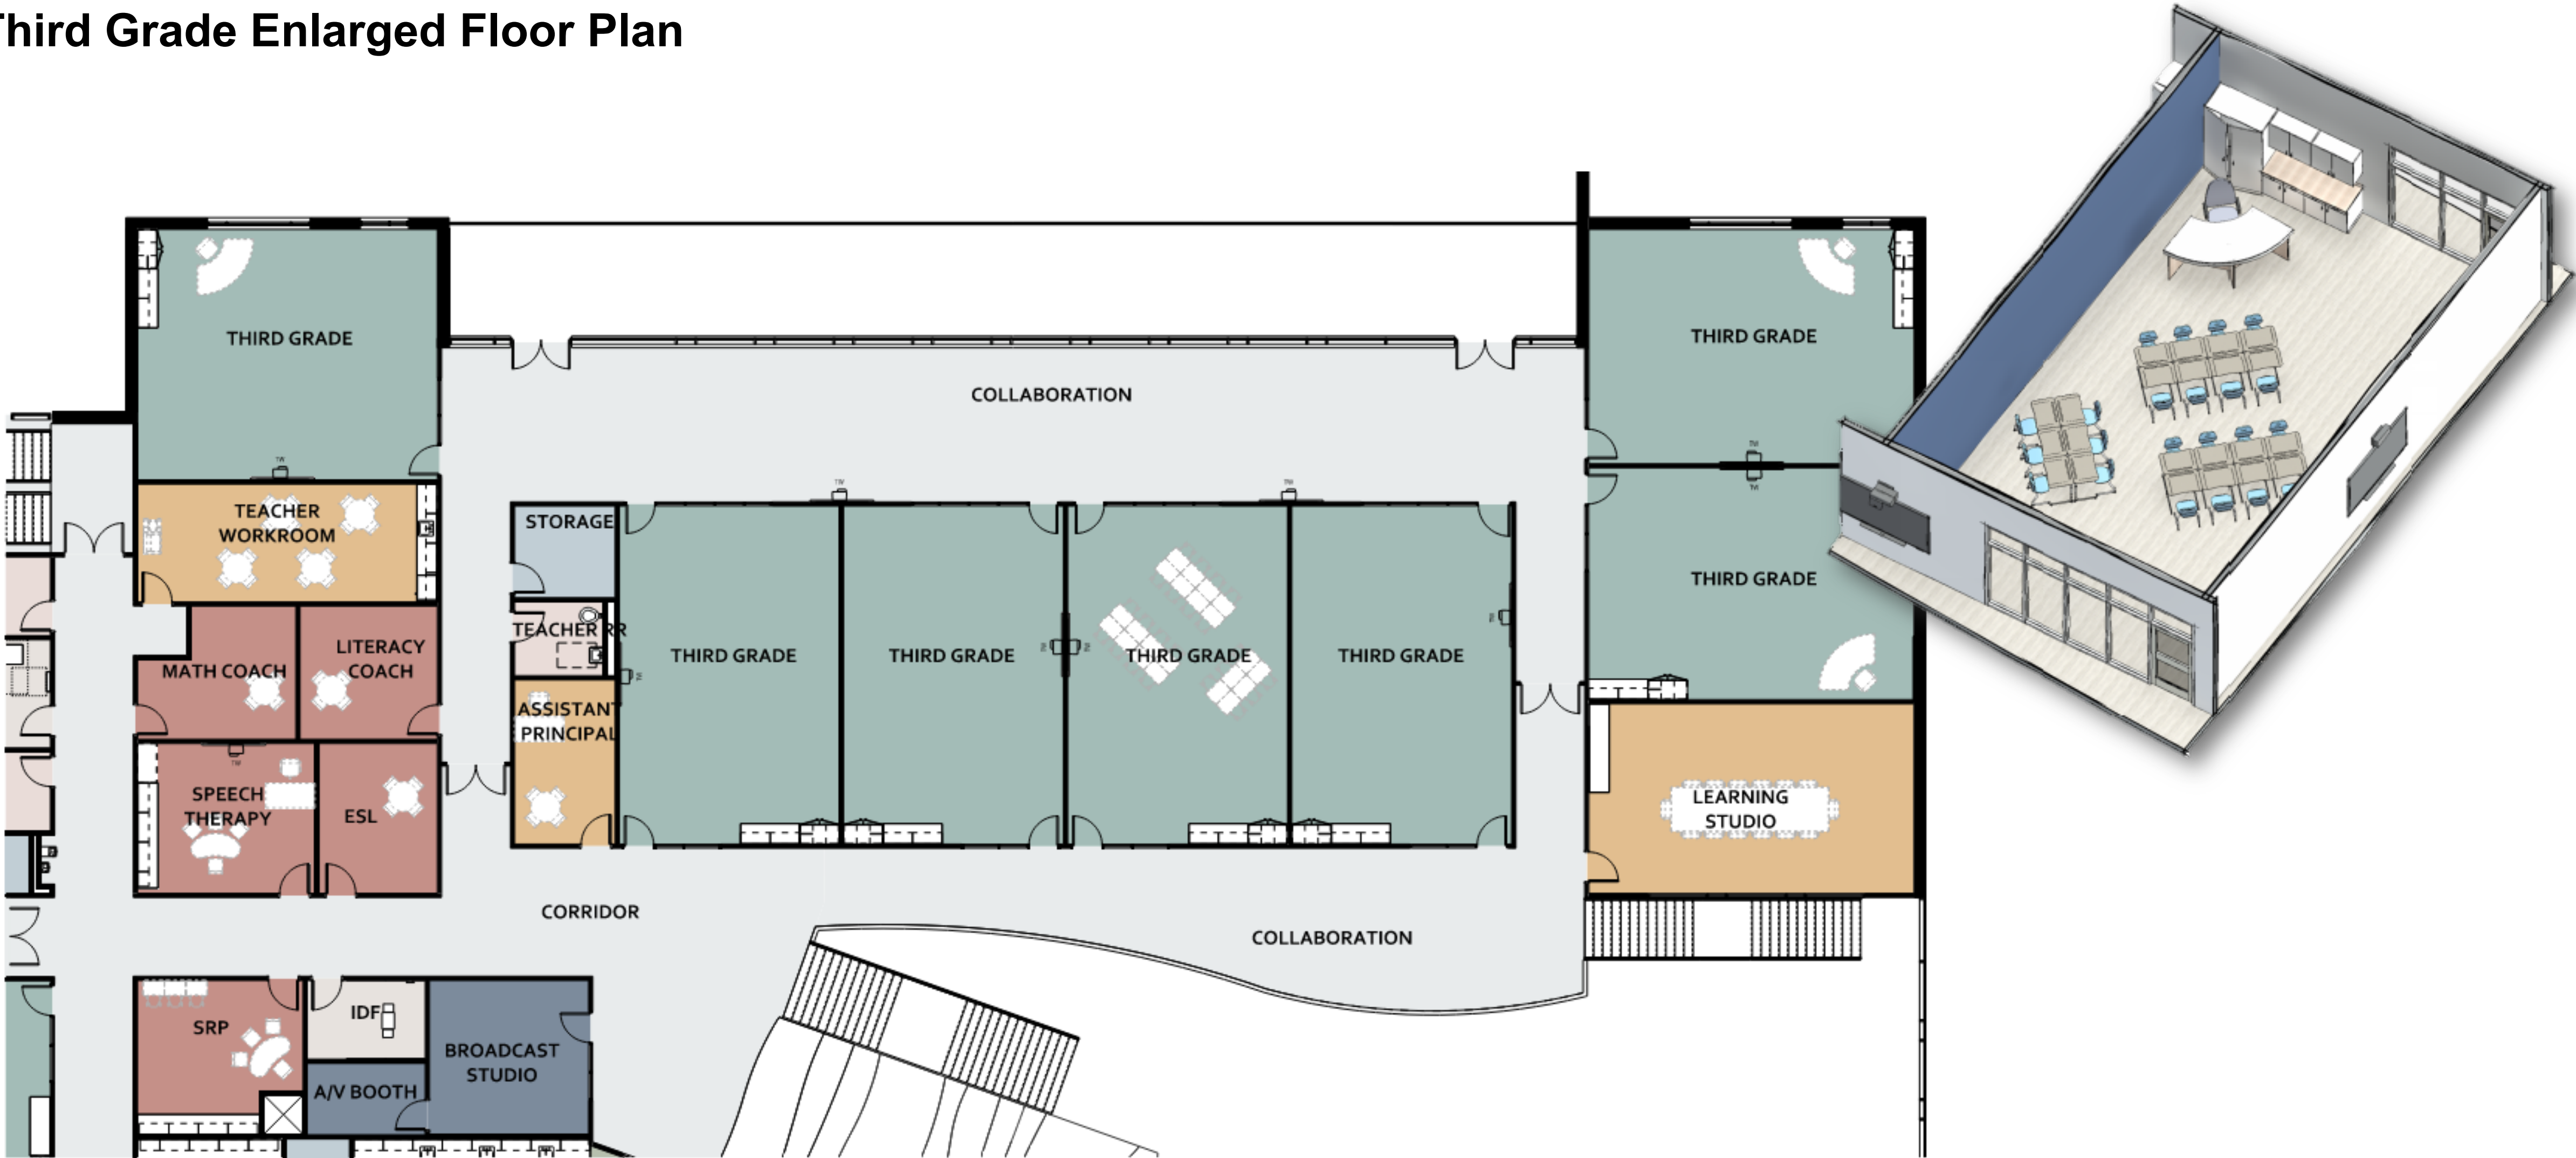 Third Grade Enlarged Floor Plan
THIRD GRADE
THIRD GRADE
COLLABORATION
TEACHER
WORKROOM
STORAGE
THIRD GRADE
TEACHER RR
MATH COACH
LITERACY
COACH
THIRD GRADE
THIRD GRADE
THIRD GRADE
THIRD GRADE
ASSISTANT
PRINCIPAL
SPEECH
THERAPY
ESL
LEARNING
STUDIO
CORRIDOR
COLLABORATION
SRP
IDF
BROADCAST
STUDIO
A/V BOOTH